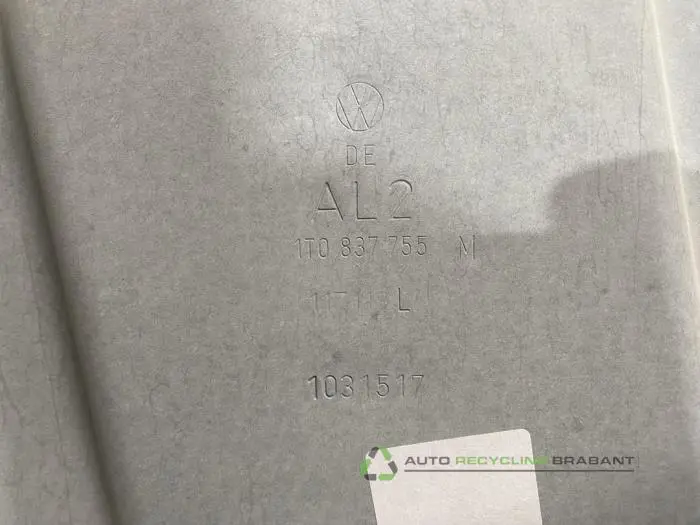 DE
AL2
1T0 837 755 M
L
1031517
AUTO RECYCLING BRABANT